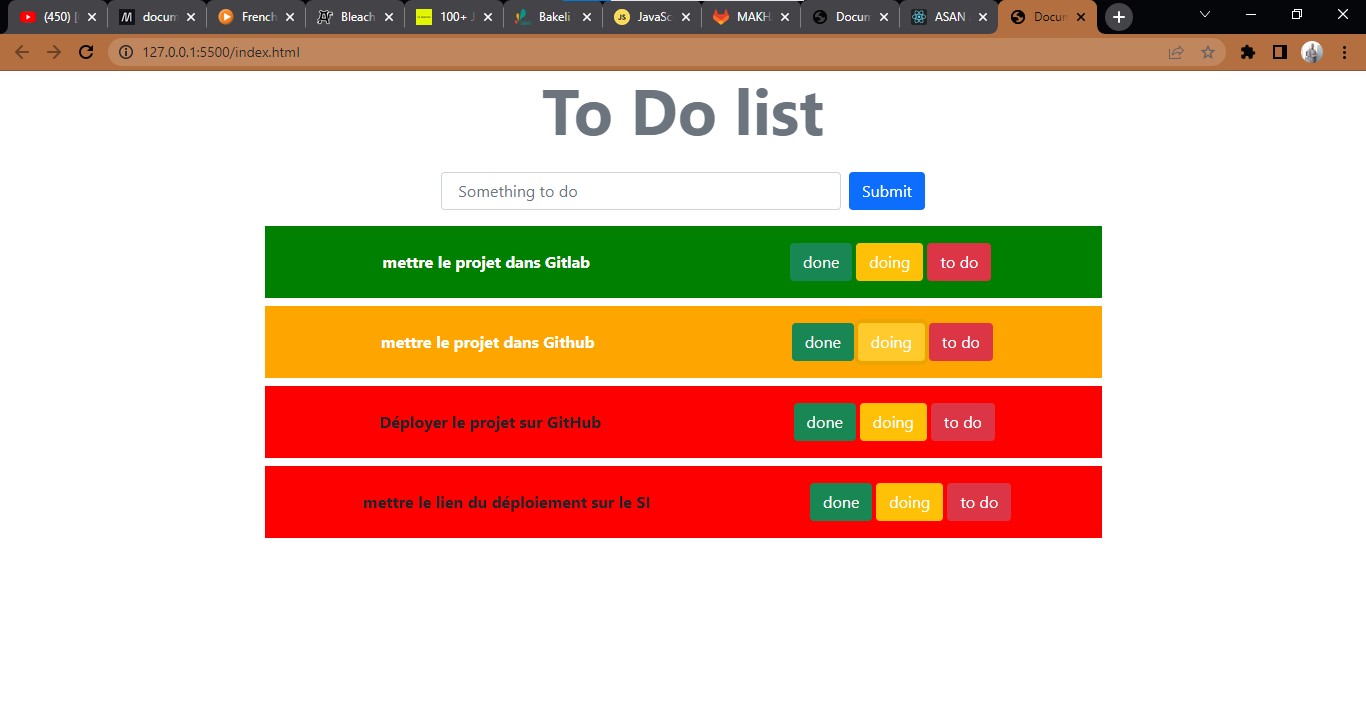 (450) [
docum
French
Bleach
100+ J
Bakeli
JavaSc
MAKH
Docum
ASAN
Docum
127.0.0.1:5500/index.html
To Do list
Something to do Submit
mettre le projet dans Gitlab done doing to do
mettre le projet dans Github done doing to do
Déployer le projet sur GitHub done doing to do
mettre le lien du déploiement sur le SI done doing to do